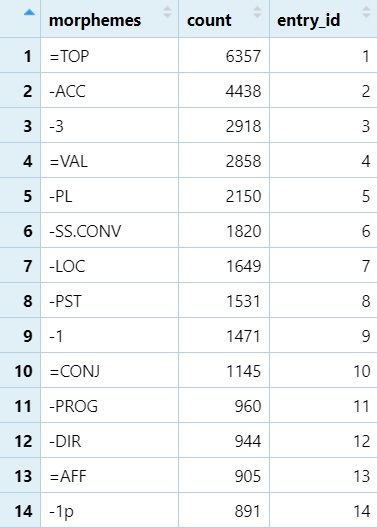 morphemes count entry_id
1 =TOP 6357 1
2 -ACC 4438 2
3 -3 2918 3
4 =VAL 2858 4
5 -PL 2150 5
6 -SS.CONV 1820 6
7 -LOC 1649 7
8 -PST 1531 8
9 -1 1471 9
10 =CONJ 1145 10
11 -PROG 960 11
12 -DIR 944 12
13 =AFF 905 13
14 -1p 891 14